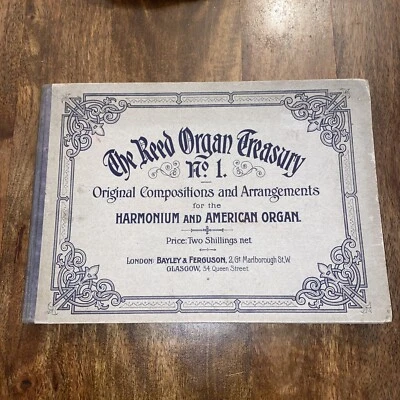 The Reed Organ Treasury
No. 1.
Original Compositions and Arrangements
for the
HARMONIUM AND AMERICAN ORGAN.
Price: Two Shillings net.
LONDON: BAYLEY & FERGUSON, 2, Gt Marlborough St. W.
GLASGOW, 54 Queen Street